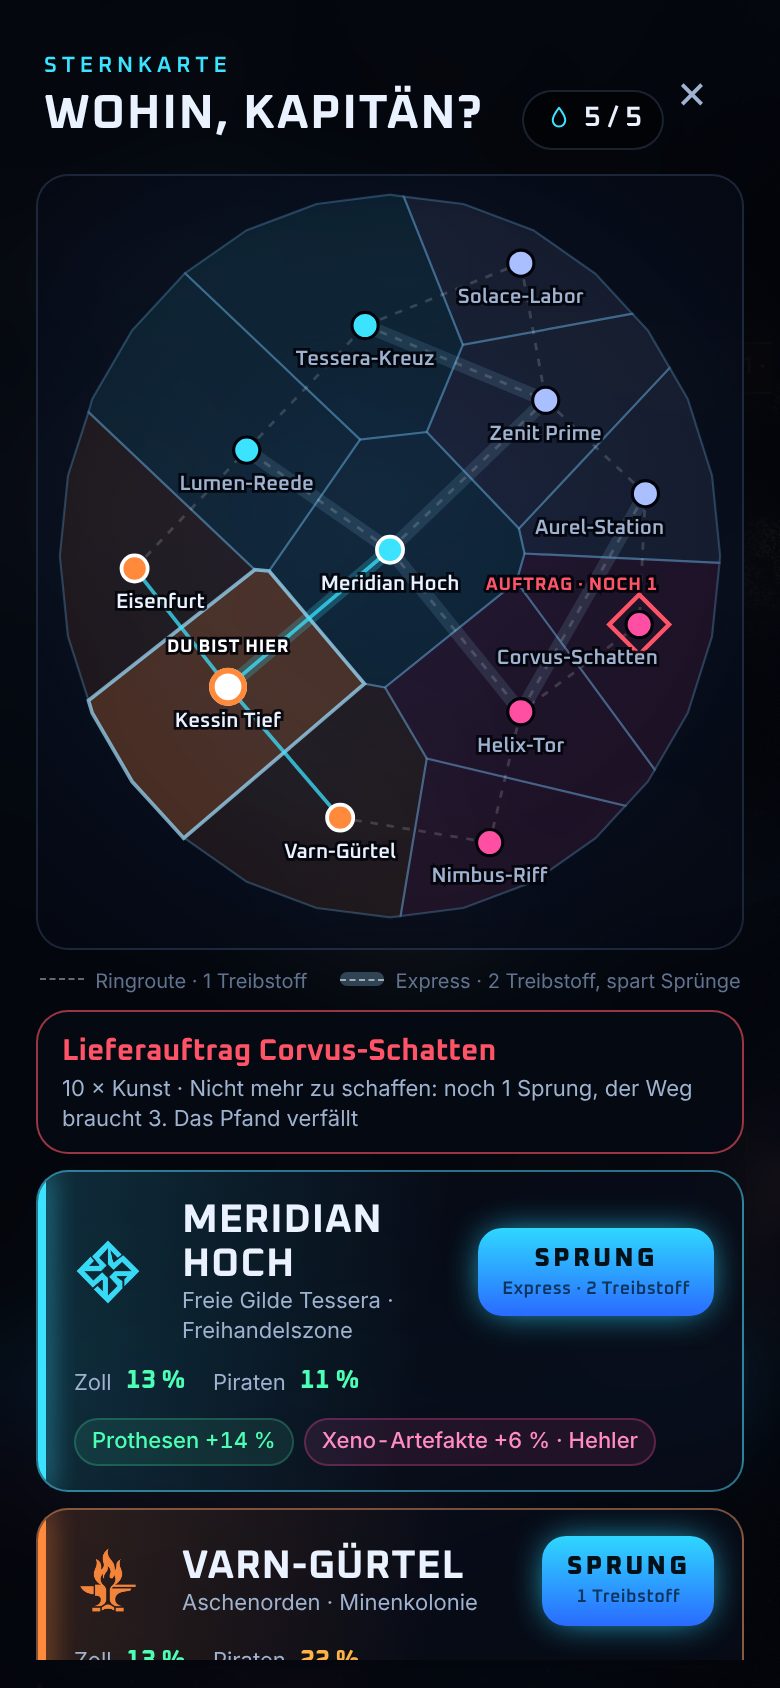 STERNKARTE
WOHIN, KAPITÄN?
5 / 5
Solace-Labor
Tessera-Kreuz
Zenit Prime
Lumen-Reede
Aurel-Station
Meridian Hoch
AUFTRAG · NOCH 1
Eisenfurt
DU BIST HIER
Corvus-Schatten
Kessin Tief
Helix-Tor
Varn-Gürtel
Nimbus-Riff
Ringroute · 1 Treibstoff
Express · 2 Treibstoff, spart Sprünge
Lieferauftrag Corvus-Schatten
10 × Kunst · Nicht mehr zu schaffen: noch 1 Sprung, der Weg
braucht 3. Das Pfand verfällt
MERIDIAN
HOCH
Freie Gilde Tessera ·
Freihandelszone
SPRUNG
Express · 2 Treibstoff
Zoll 13 % Piraten 11 %
Prothesen +14 %
Xeno-Artefakte +6 % · Hehler
VARN-GÜRTEL
Aschenorden · Minenkolonie
SPRUNG
1 Treibstoff
Zoll 13 % Piraten